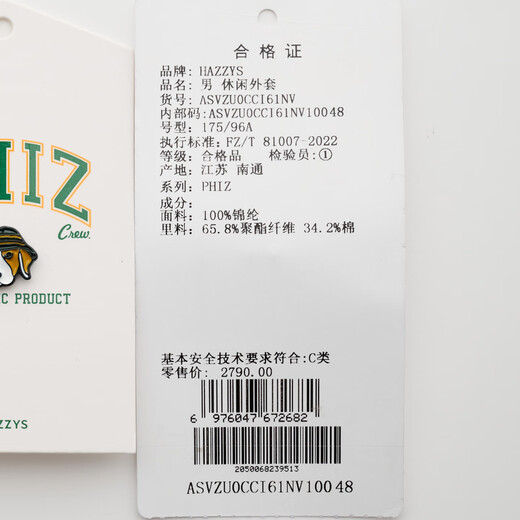 IIZ
Crew.
C PRODUCT
ZZYS
合格证
品牌: HAZZYS
品名: 男 休闲外套
货号: ASVZU0CCI61NV
内部码: ASVZU0CCI61NV10048
号型: 175/96A
执行标准: FZ/T 81007-2022
等级: 合格品 检验员:①
产地: 江苏 南通
系列: PHIZ
成分:
面料: 100%锦纶
里料: 65.8%聚酯纤维 34.2%棉
基本安全技术要求符合:C类
零售价: 2790.00
6 976047 672682
2050068239513
ASVZU0CCI61NV10048